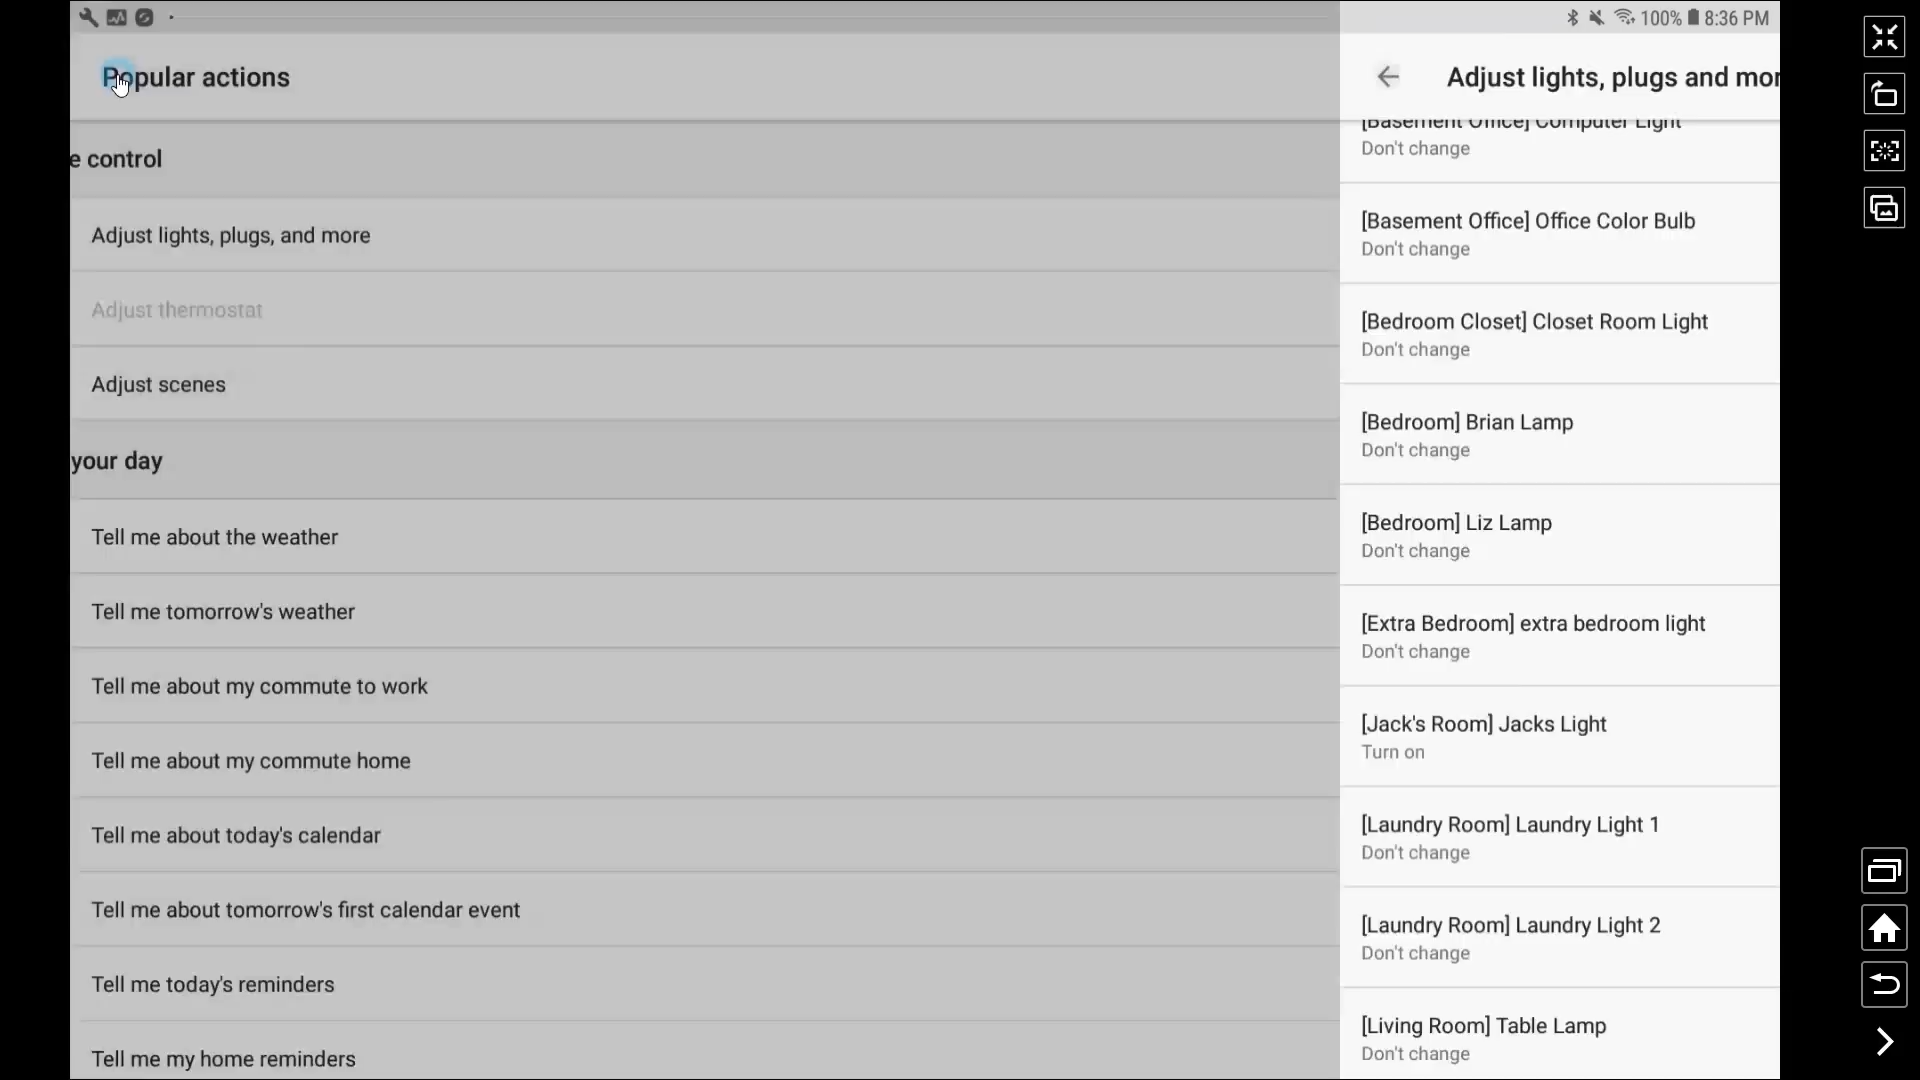 100% 8:36 PM
Popular actions
e control
Adjust lights, plugs, and more
Adjust thermostat
Adjust scenes
your day
Tell me about the weather
Tell me tomorrow's weather
Tell me about my commute to work
Tell me about my commute home
Tell me about today's calendar
Tell me about tomorrow's first calendar event
Tell me today's reminders
Tell me my home reminders
Adjust lights, plugs and mor
[Basement Office] Computer Light
Don't change
[Basement Office] Office Color Bulb
Don't change
[Bedroom Closet] Closet Room Light
Don't change
[Bedroom] Brian Lamp
Don't change
[Bedroom] Liz Lamp
Don't change
[Extra Bedroom] extra bedroom light
Don't change
[Jack's Room] Jacks Light
Turn on
[Laundry Room] Laundry Light 1
Don't change
[Laundry Room] Laundry Light 2
Don't change
[Living Room] Table Lamp
Don't change